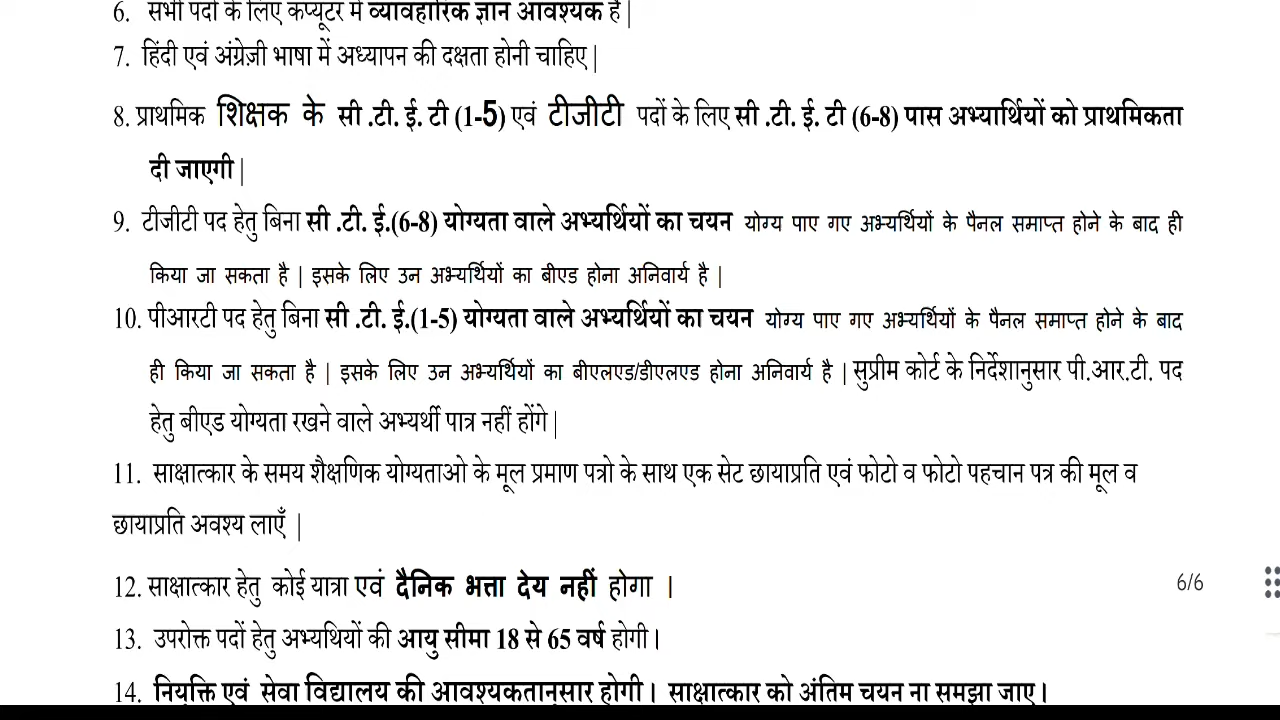 6. सभी पदों के लिए कंप्यूटर में व्यावहारिक ज्ञान आवश्यक है |
7. हिंदी एवं अंग्रेज़ी भाषा में अध्यापन की दक्षता होनी चाहिए |
8. प्राथमिक शिक्षक के सी .टी. ई. टी (1-5) एवं टीजीटी पदों के लिए सी .टी. ई. टी (6-8) पास अभ्यार्थियों को प्राथमिकता
दी जाएगी |
9. टीजीटी पद हेतु बिना सी .टी. ई.(6-8) योग्यता वाले अभ्यर्थियों का चयन योग्य पाए गए अभ्यर्थियों के पैनल समाप्त होने के बाद ही
किया जा सकता है | इसके लिए उन अभ्यर्थियों का बीएड होना अनिवार्य है |
10. पीआरटी पद हेतु बिना सी .टी. ई.(1-5) योग्यता वाले अभ्यर्थियों का चयन योग्य पाए गए अभ्यर्थियों के पैनल समाप्त होने के बाद
ही किया जा सकता है | इसके लिए उन अभ्यर्थियों का बीएलएड/डीएलएड होना अनिवार्य है | सुप्रीम कोर्ट के निर्देशानुसार पी.आर.टी. पद
हेतु बीएड योग्यता रखने वाले अभ्यर्थी पात्र नहीं होंगे |
11. साक्षात्कार के समय शैक्षणिक योग्यताओ के मूल प्रमाण पत्रो के साथ एक सेट छायाप्रति एवं फोटो व फोटो पहचान पत्र की मूल व
छायाप्रति अवश्य लाएँ |
12. साक्षात्कार हेतु कोई यात्रा एवं दैनिक भत्ता देय नहीं होगा ।
6/6
13. उपरोक्त पदों हेतु अभ्यथियों की आयु सीमा 18 से 65 वर्ष होगी।
14. नियुक्ति एवं सेवा विद्यालय की आवश्यकतानुसार होगी। साक्षात्कार को अंतिम चयन ना समझा जाए।